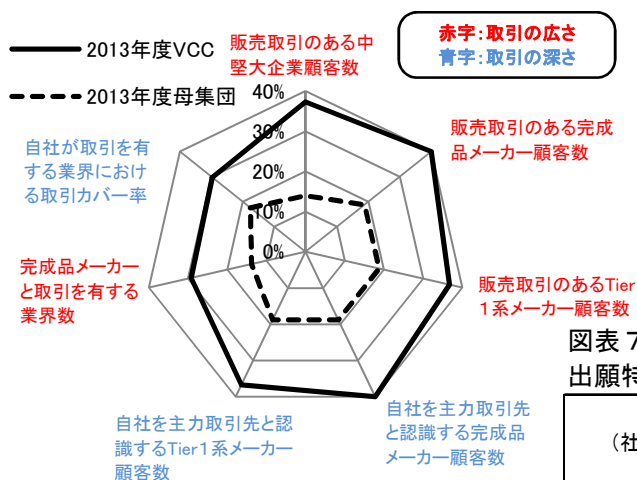 2013年度VCC
2013年度母集団
販売取引のある中
堅大企業顧客数
赤字:取引の広さ
青字:取引の深さ
40%
30%
20%
10%
0%
販売取引のある完成
品メーカー顧客数
販売取引のあるTier
1系メーカー顧客数
自社を主力取引先
と認識する完成品
メーカー顧客数
自社を主力取引先と認
識するTier1系メーカー
顧客数
完成品メーカー
と取引を有する
業界数
自社が取引を有
する業界におけ
る取引カバー率
図表7
出願特
(社